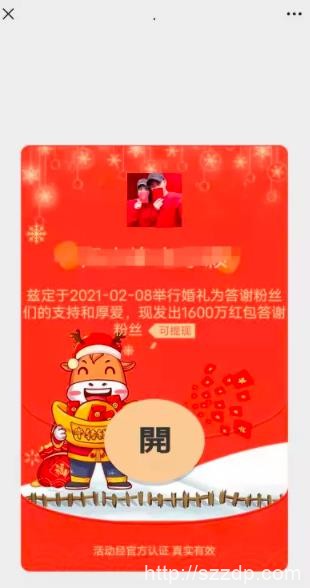 兹定于2021-02-08举行婚礼为答谢粉丝
们的支持和厚爱，现发出1600万红包答谢
粉丝 可提现
開
活动经官方认证 真实有效
http://szzdp.com